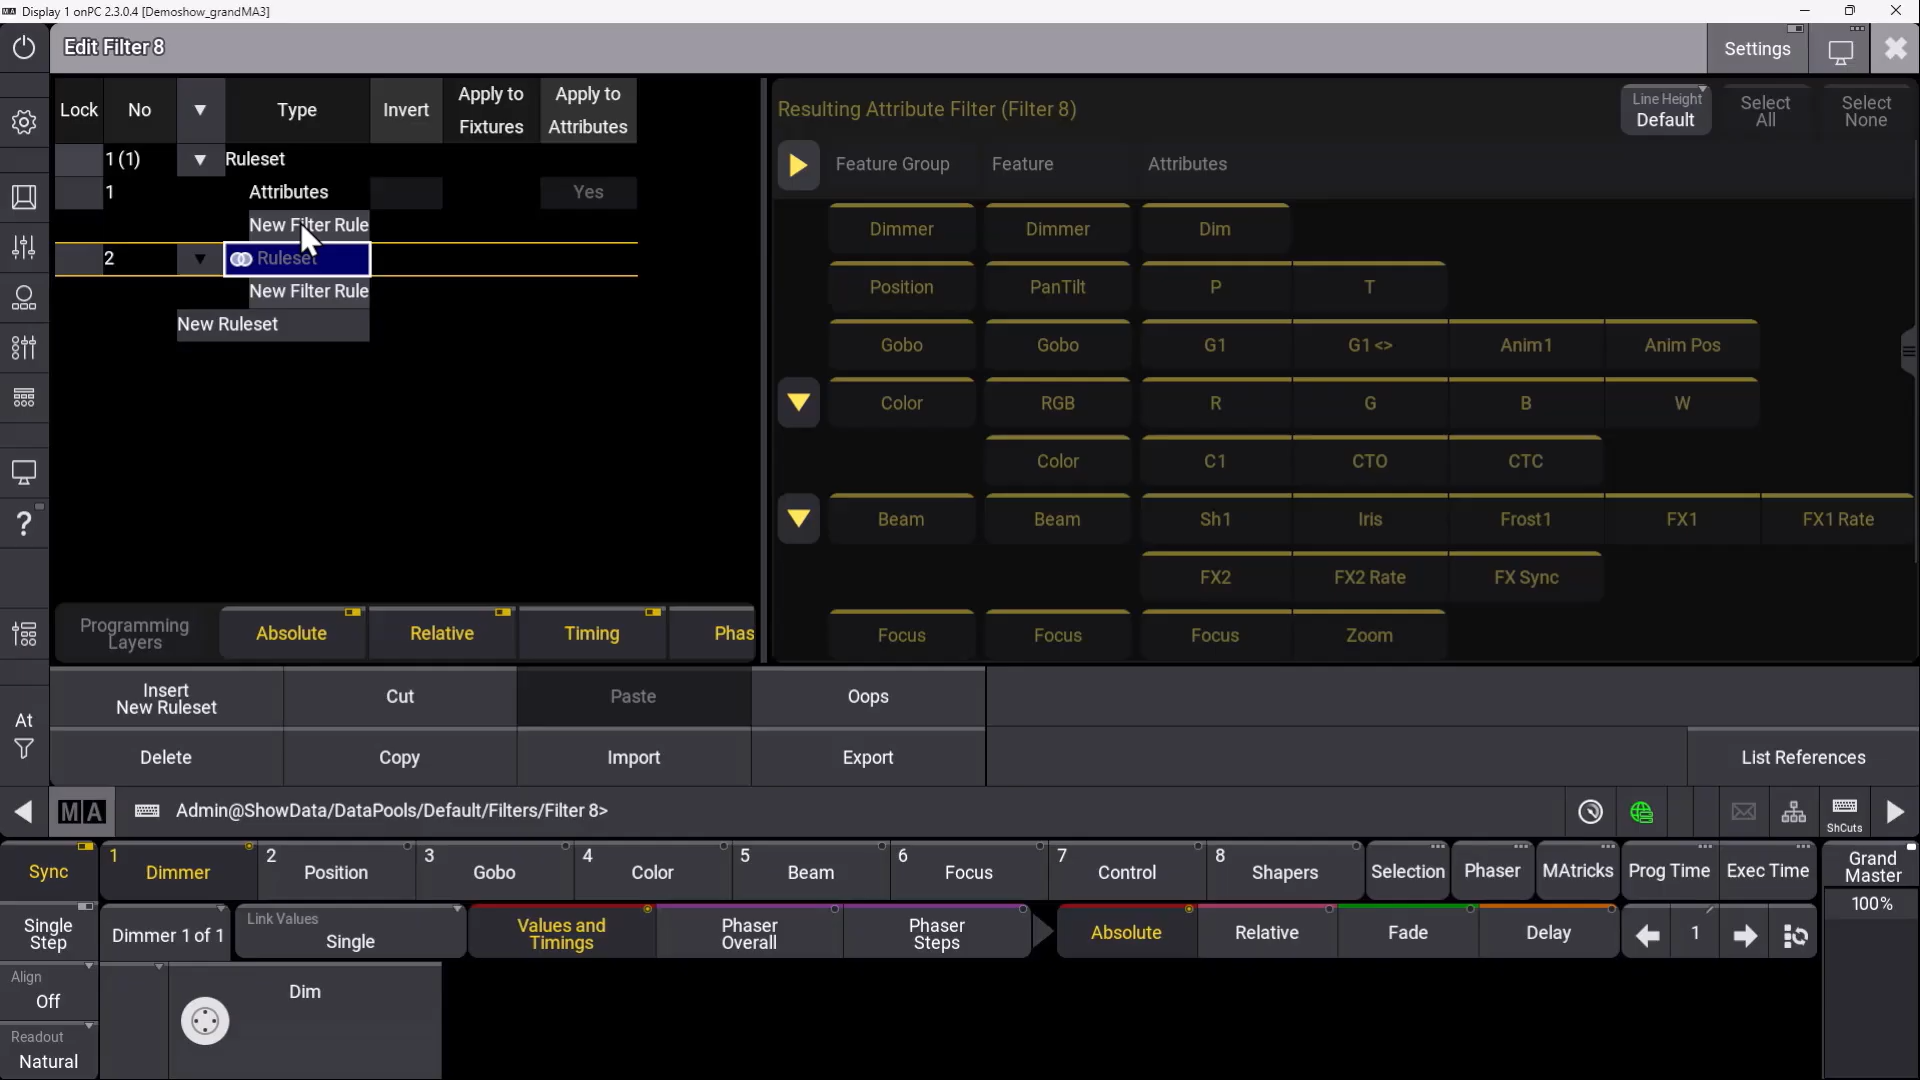 Display 1 onPC 2.3.0.4 [Demoshow_grandMA3]
Edit Filter 8
Settings
Lock No Type Invert Apply to Fixtures Apply to Attributes
1 (1) Ruleset
1 Attributes Yes
New Filter Rule
2 Ruleset
New Filter Rule
New Ruleset
Resulting Attribute Filter (Filter 8)
Line Height
Default
Select All
Select None
Feature Group Feature Attributes
Dimmer Dimmer Dim
Position PanTilt P T
Gobo Gobo G1 G1 <> Anim1 Anim Pos
Color RGB R G B W
Color C1 CTO CTC
Beam Beam Sh1 Iris Frost1 FX1 FX1 Rate
FX2 FX2 Rate FX Sync
Focus Focus Focus Zoom
Programming Layers
Absolute Relative Timing Phas
Insert New Ruleset Cut Paste Oops
Delete Copy Import Export List References
At
MA Admin@ShowData/DataPools/Default/Filters/Filter 8> ShCuts
Sync 1 Dimmer 2 Position 3 Gobo 4 Color 5 Beam 6 Focus 7 Control 8 Shapers Selection Phaser MAtricks Prog Time Exec Time Grand Master
100%
Single Step Dimmer 1 of 1 Link Values Single Values and Timings Phaser Overall Phaser Steps Absolute Relative Fade Delay 1
Align
Off
Dim
Readout
Natural